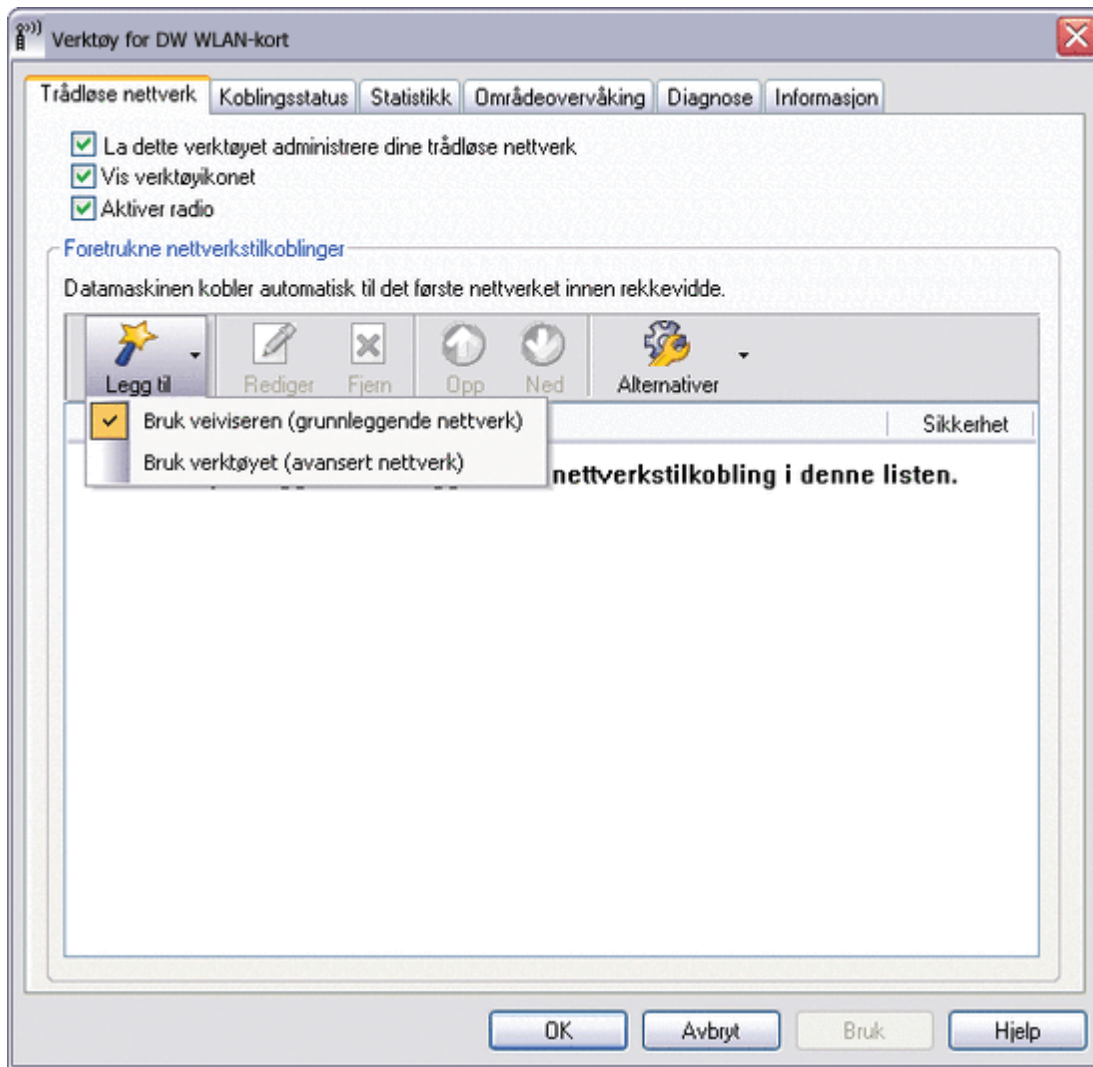 Verktøy for DW WLAN-kort
Trådløse nettverk Koblingsstatus Statistikk Områdeovervåking Diagnose Informasjon
La dette verktøyet administrere dine trådløse nettverk
Vis verktøyikonet
Aktiver radio
Foretrukne nettverkstilkoblinger
Datamaskinen kobler automatisk til det første nettverket innen rekkevidde.
Legg til Rediger Fjern Opp Ned Alternativer
Bruk veiviseren (grunnleggende nettverk) Sikkerhet
Bruk verktøyet (avansert nettverk)
nettverkstilkobling i denne listen.
OK Avbryt Bruk Hjelp